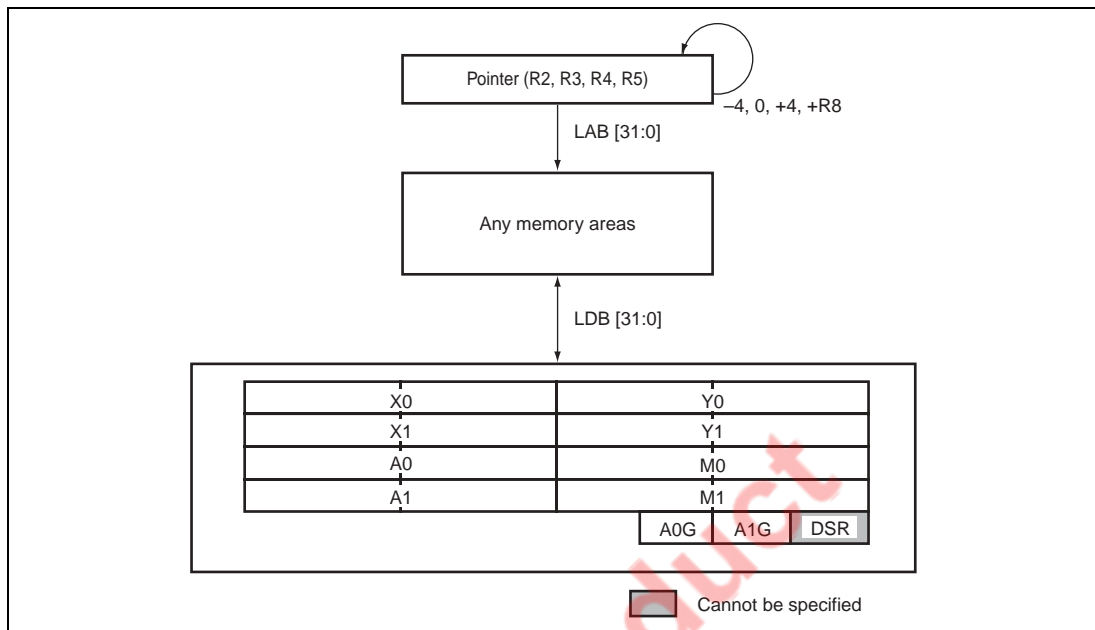 Pointer (R2, R3, R4, R5)
–4, 0, +4, +R8
LAB [31:0]
Any memory areas
LDB [31:0]
X0 Y0
X1 Y1
A0 M0
A1 M1
A0G A1G DSR
duct
Cannot be specified